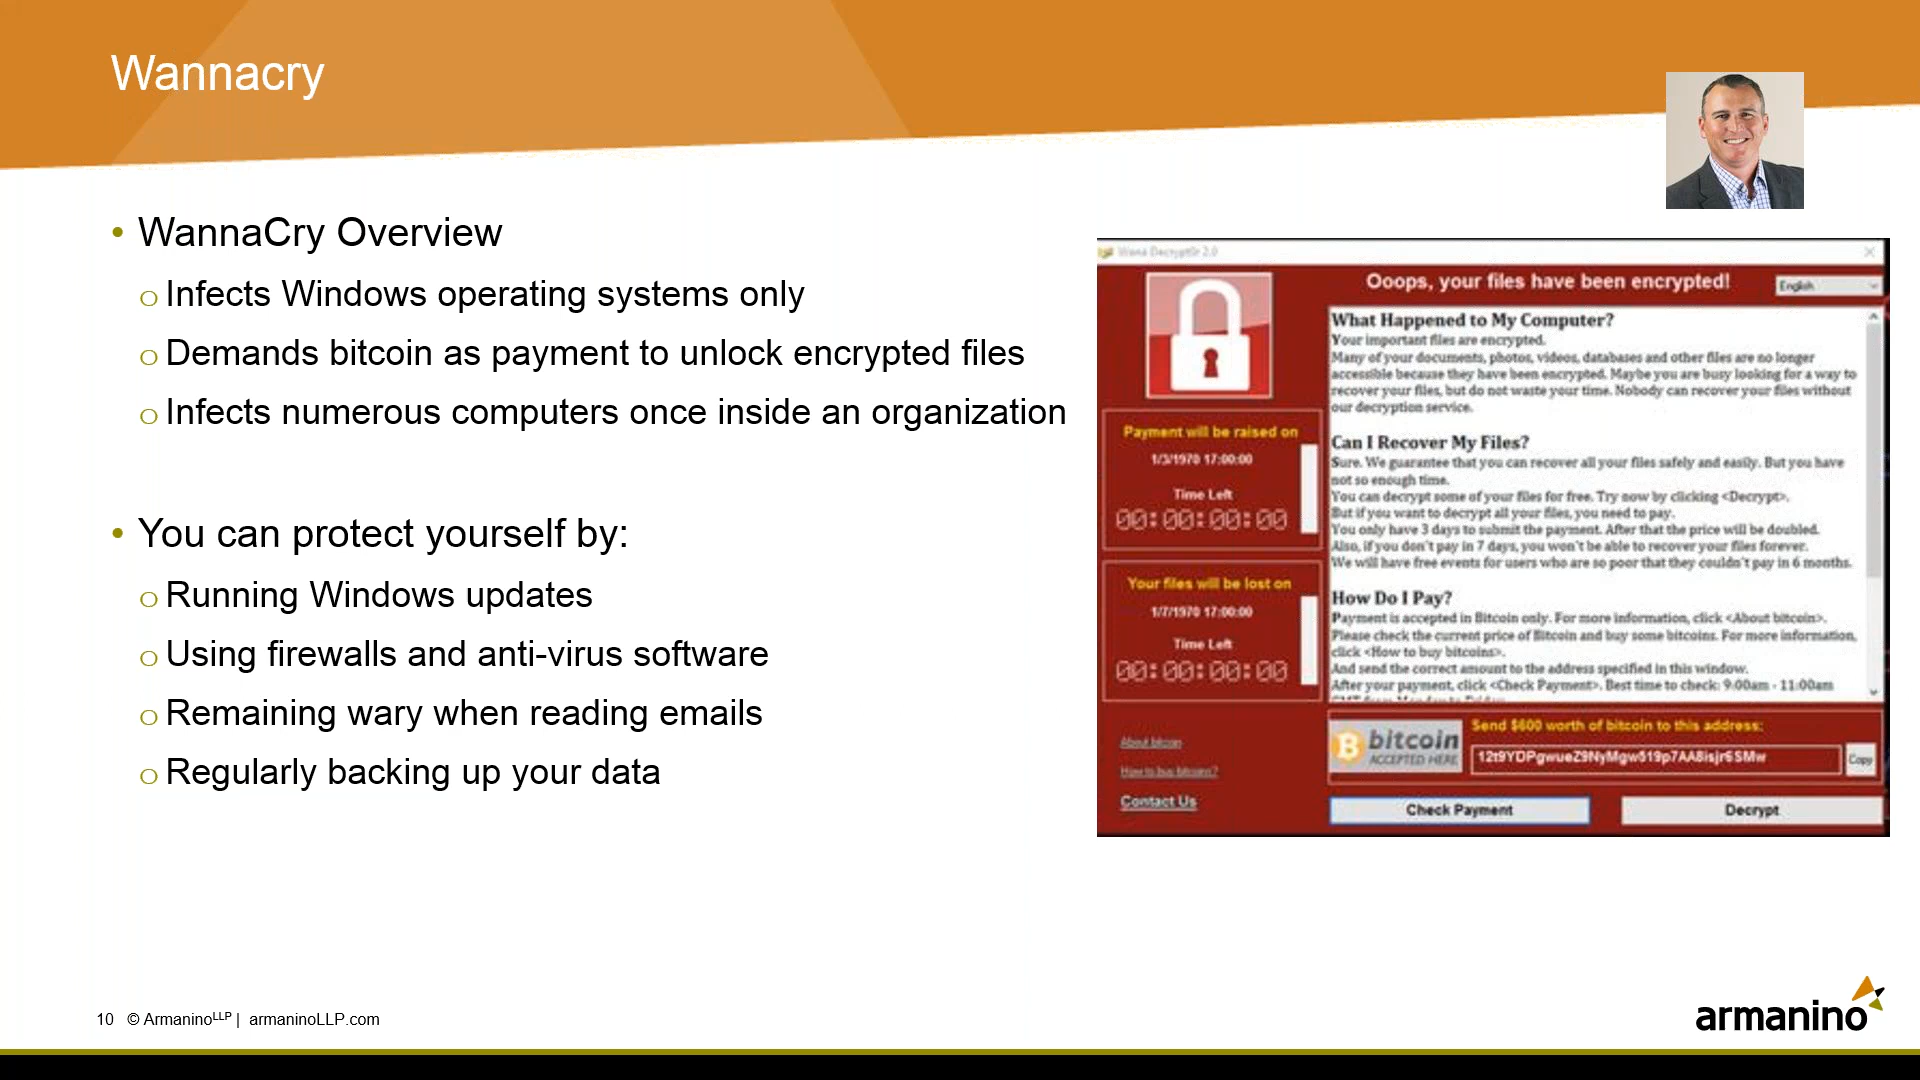 Wannacry
• WannaCry Overview
o Infects Windows operating systems only
o Demands bitcoin as payment to unlock encrypted files
o Infects numerous computers once inside an organization
• You can protect yourself by:
o Running Windows updates
o Using firewalls and anti-virus software
o Remaining wary when reading emails
o Regularly backing up your data
Wana Decrypt0r 2.0
Ooops, your files have been encrypted!
English
Payment will be raised on
1/3/1970 17:00:00
Time Left
00:00:00:00
Your files will be lost on
1/7/1970 17:00:00
Time Left
00:00:00:00
About bitcoin
How to buy bitcoins?
Contact Us
What Happened to My Computer?
Your important files are encrypted.
Many of your documents, photos, videos, databases and other files are no longer
accessible because they have been encrypted. Maybe you are busy looking for a way to
recover your files, but do not waste your time. Nobody can recover your files without
our decryption service.
Can I Recover My Files?
Sure. We guarantee that you can recover all your files safely and easily. But you have
not so enough time.
You can decrypt some of your files for free. Try now by clicking <Decrypt>.
But if you want to decrypt all your files, you need to pay.
You only have 3 days to submit the payment. After that the price will be doubled.
Also, if you don't pay in 7 days, you won't be able to recover your files forever.
We will have free events for users who are so poor that they couldn't pay in 6 months.
How Do I Pay?
Payment is accepted in Bitcoin only. For more information, click <About bitcoin>.
Please check the current price of Bitcoin and buy some bitcoins. For more information,
click <How to buy bitcoins>.
And send the correct amount to the address specified in this window.
After your payment, click <Check Payment>. Best time to check: 9:00am - 11:00am
GMT from Monday to Friday.
bitcoin
ACCEPTED HERE
Send $600 worth of bitcoin to this address:
12t9YDPgwueZ9NyMgw519p7AA8isjr6SMw
Copy
Check Payment
Decrypt
10 © ArmaninoLLP | armaninoLLP.com
armanino